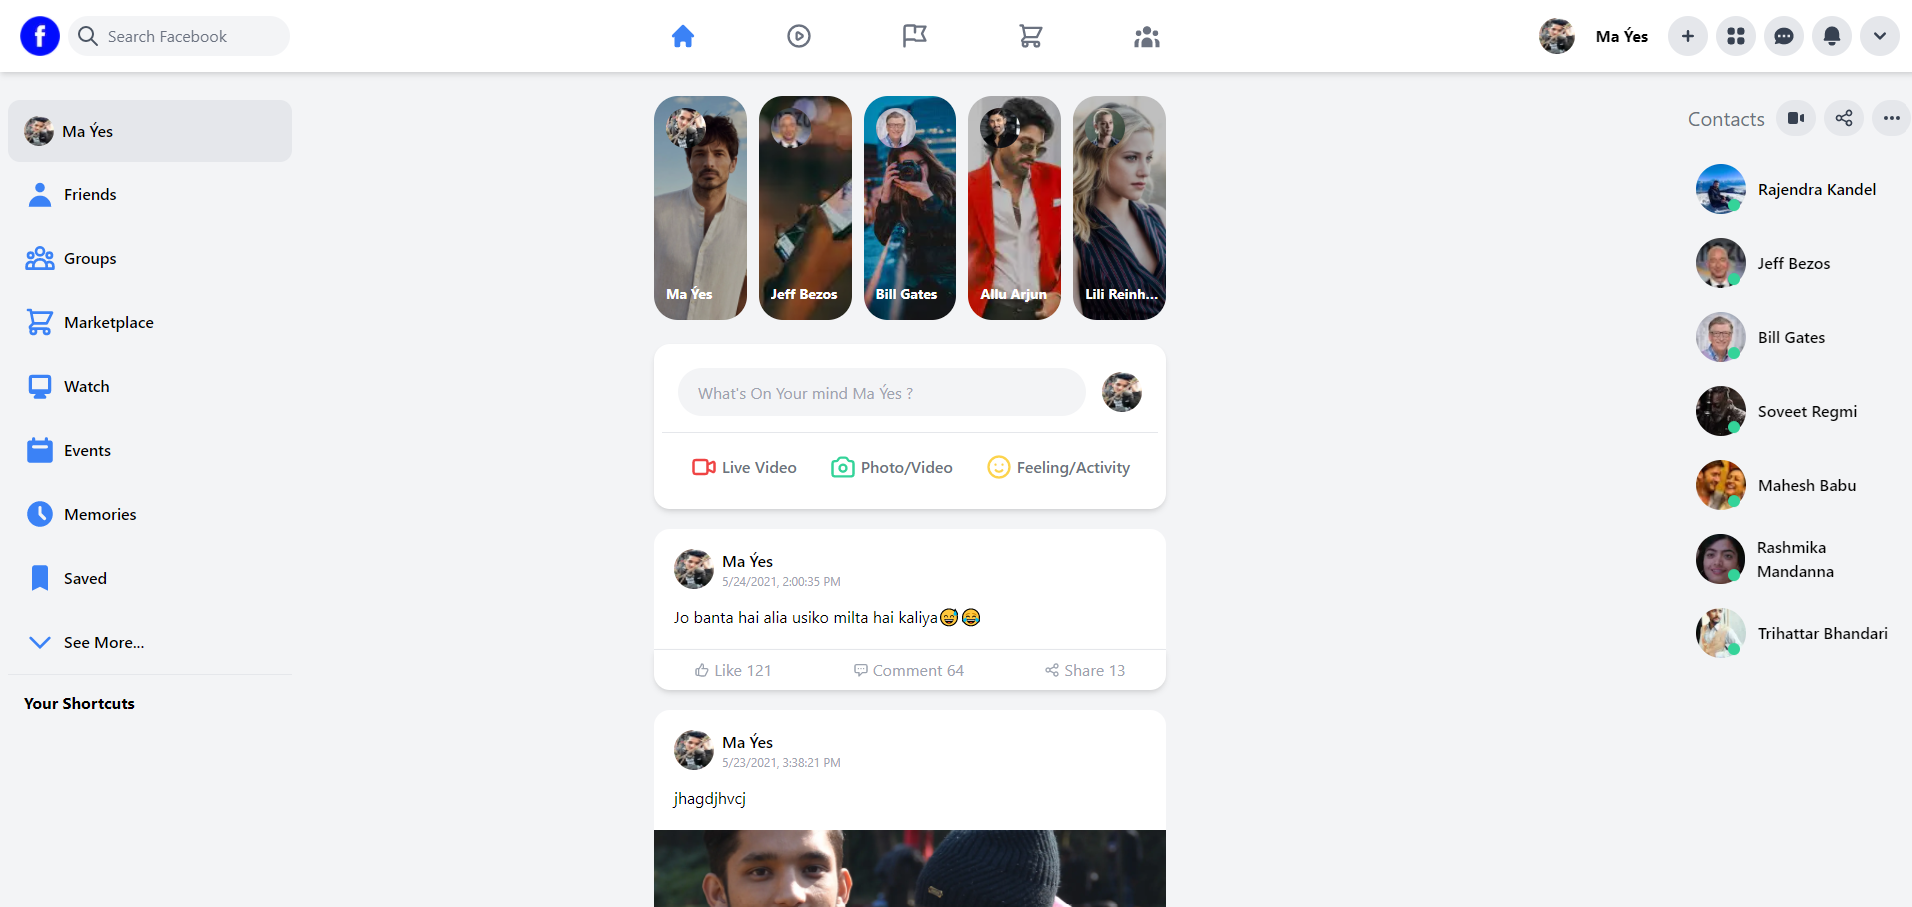 f Search Facebook
Ma Ýes
Ma Ýes
Friends
Groups
Marketplace
Watch
Events
Memories
Saved
See More...
Your Shortcuts
Ma Ýes
Jeff Bezos
Bill Gates
Allu Arjun
Lili Reinh...
What's On Your mind Ma Ýes ?
Live Video Photo/Video Feeling/Activity
Ma Ýes
5/24/2021, 2:00:35 PM
Jo banta hai alia usiko milta hai kaliya😅😂
Like 121 Comment 64 Share 13
Ma Ýes
5/23/2021, 3:38:21 PM
jhagdjhvcj
Contacts
Rajendra Kandel
Jeff Bezos
Bill Gates
Soveet Regmi
Mahesh Babu
Rashmika
Mandanna
Trihattar Bhandari